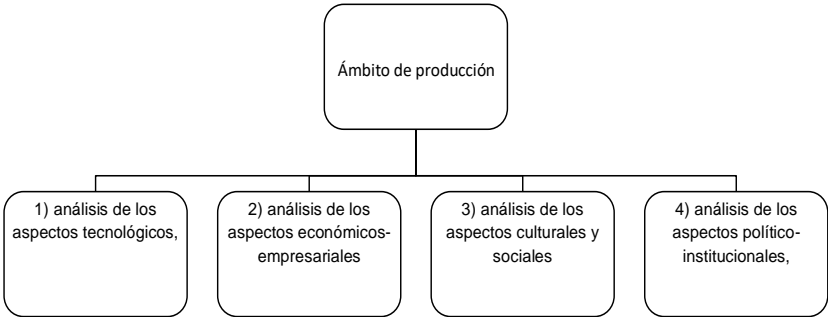 Ámbito de producción
1) análisis de los
aspectos tecnológicos,
2) análisis de los
aspectos económicos-
empresariales
3) análisis de los
aspectos culturales y
sociales
4) análisis de los
aspectos político-
institucionales,